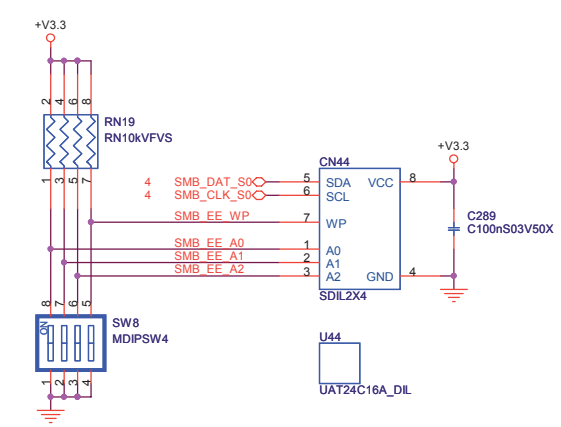 +V3.3
2 4 6 8
RN19
RN10kVFVS
1 3 5 7
CN44
+V3.3
4 SMB_DAT_S0 5 SDA VCC 8
4 SMB_CLK_S0 6 SCL
SMB_EE_WP 7 WP
C289
C100nS03V50X
SMB_EE_A0 1 A0
SMB_EE_A1 2 A1
SMB_EE_A2 3 A2 GND 4
SDIL2X4
8 7 6 5
ON
SW8
MDIPSW4
1 2 3 4
U44
UAT24C16A_DIL